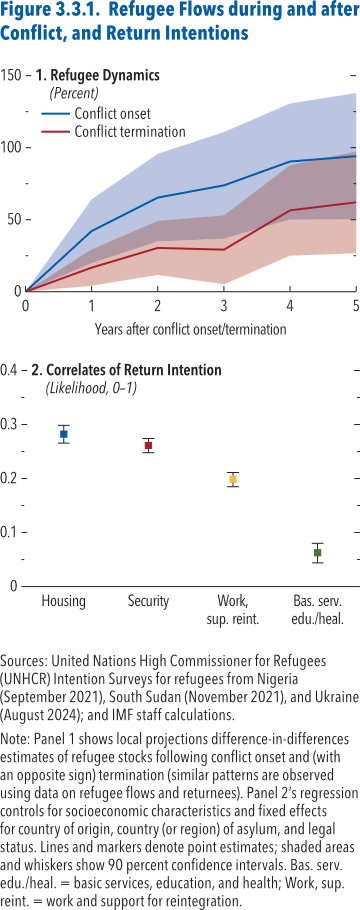 Figure 3.3.1. Refugee Flows during and after
Conflict, and Return Intentions
150
1. Refugee Dynamics
(Percent)
Conflict onset
Conflict termination
100
50
0
0 1 2 3 4 5
Years after conflict onset/termination
0.4
2. Correlates of Return Intention
(Likelihood, 0–1)
0.3
0.2
0.1
0
Housing Security Work, Bas. serv.
sup. reint. edu./heal.
Sources: United Nations High Commissioner for Refugees
(UNHCR) Intention Surveys for refugees from Nigeria
(September 2021), South Sudan (November 2021), and Ukraine
(August 2024); and IMF staff calculations.
Note: Panel 1 shows local projections difference-in-differences
estimates of refugee stocks following conflict onset and (with
an opposite sign) termination (similar patterns are observed
using data on refugee flows and returnees). Panel 2’s regression
controls for socioeconomic characteristics and fixed effects
for country of origin, country (or region) of asylum, and legal
status. Lines and markers denote point estimates; shaded areas
and whiskers show 90 percent confidence intervals. Bas. serv.
edu./heal. = basic services, education, and health; Work, sup.
reint. = work and support for reintegration.